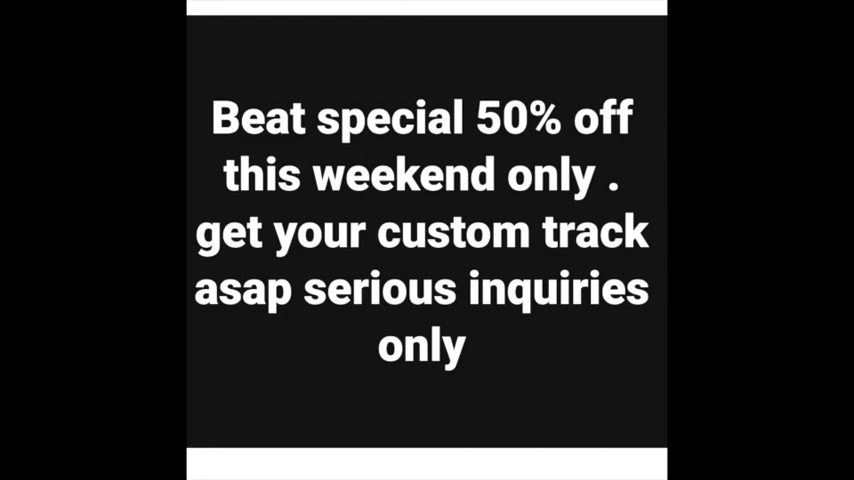 Beat special 50% off
this weekend only .
get your custom track
asap serious inquiries
only